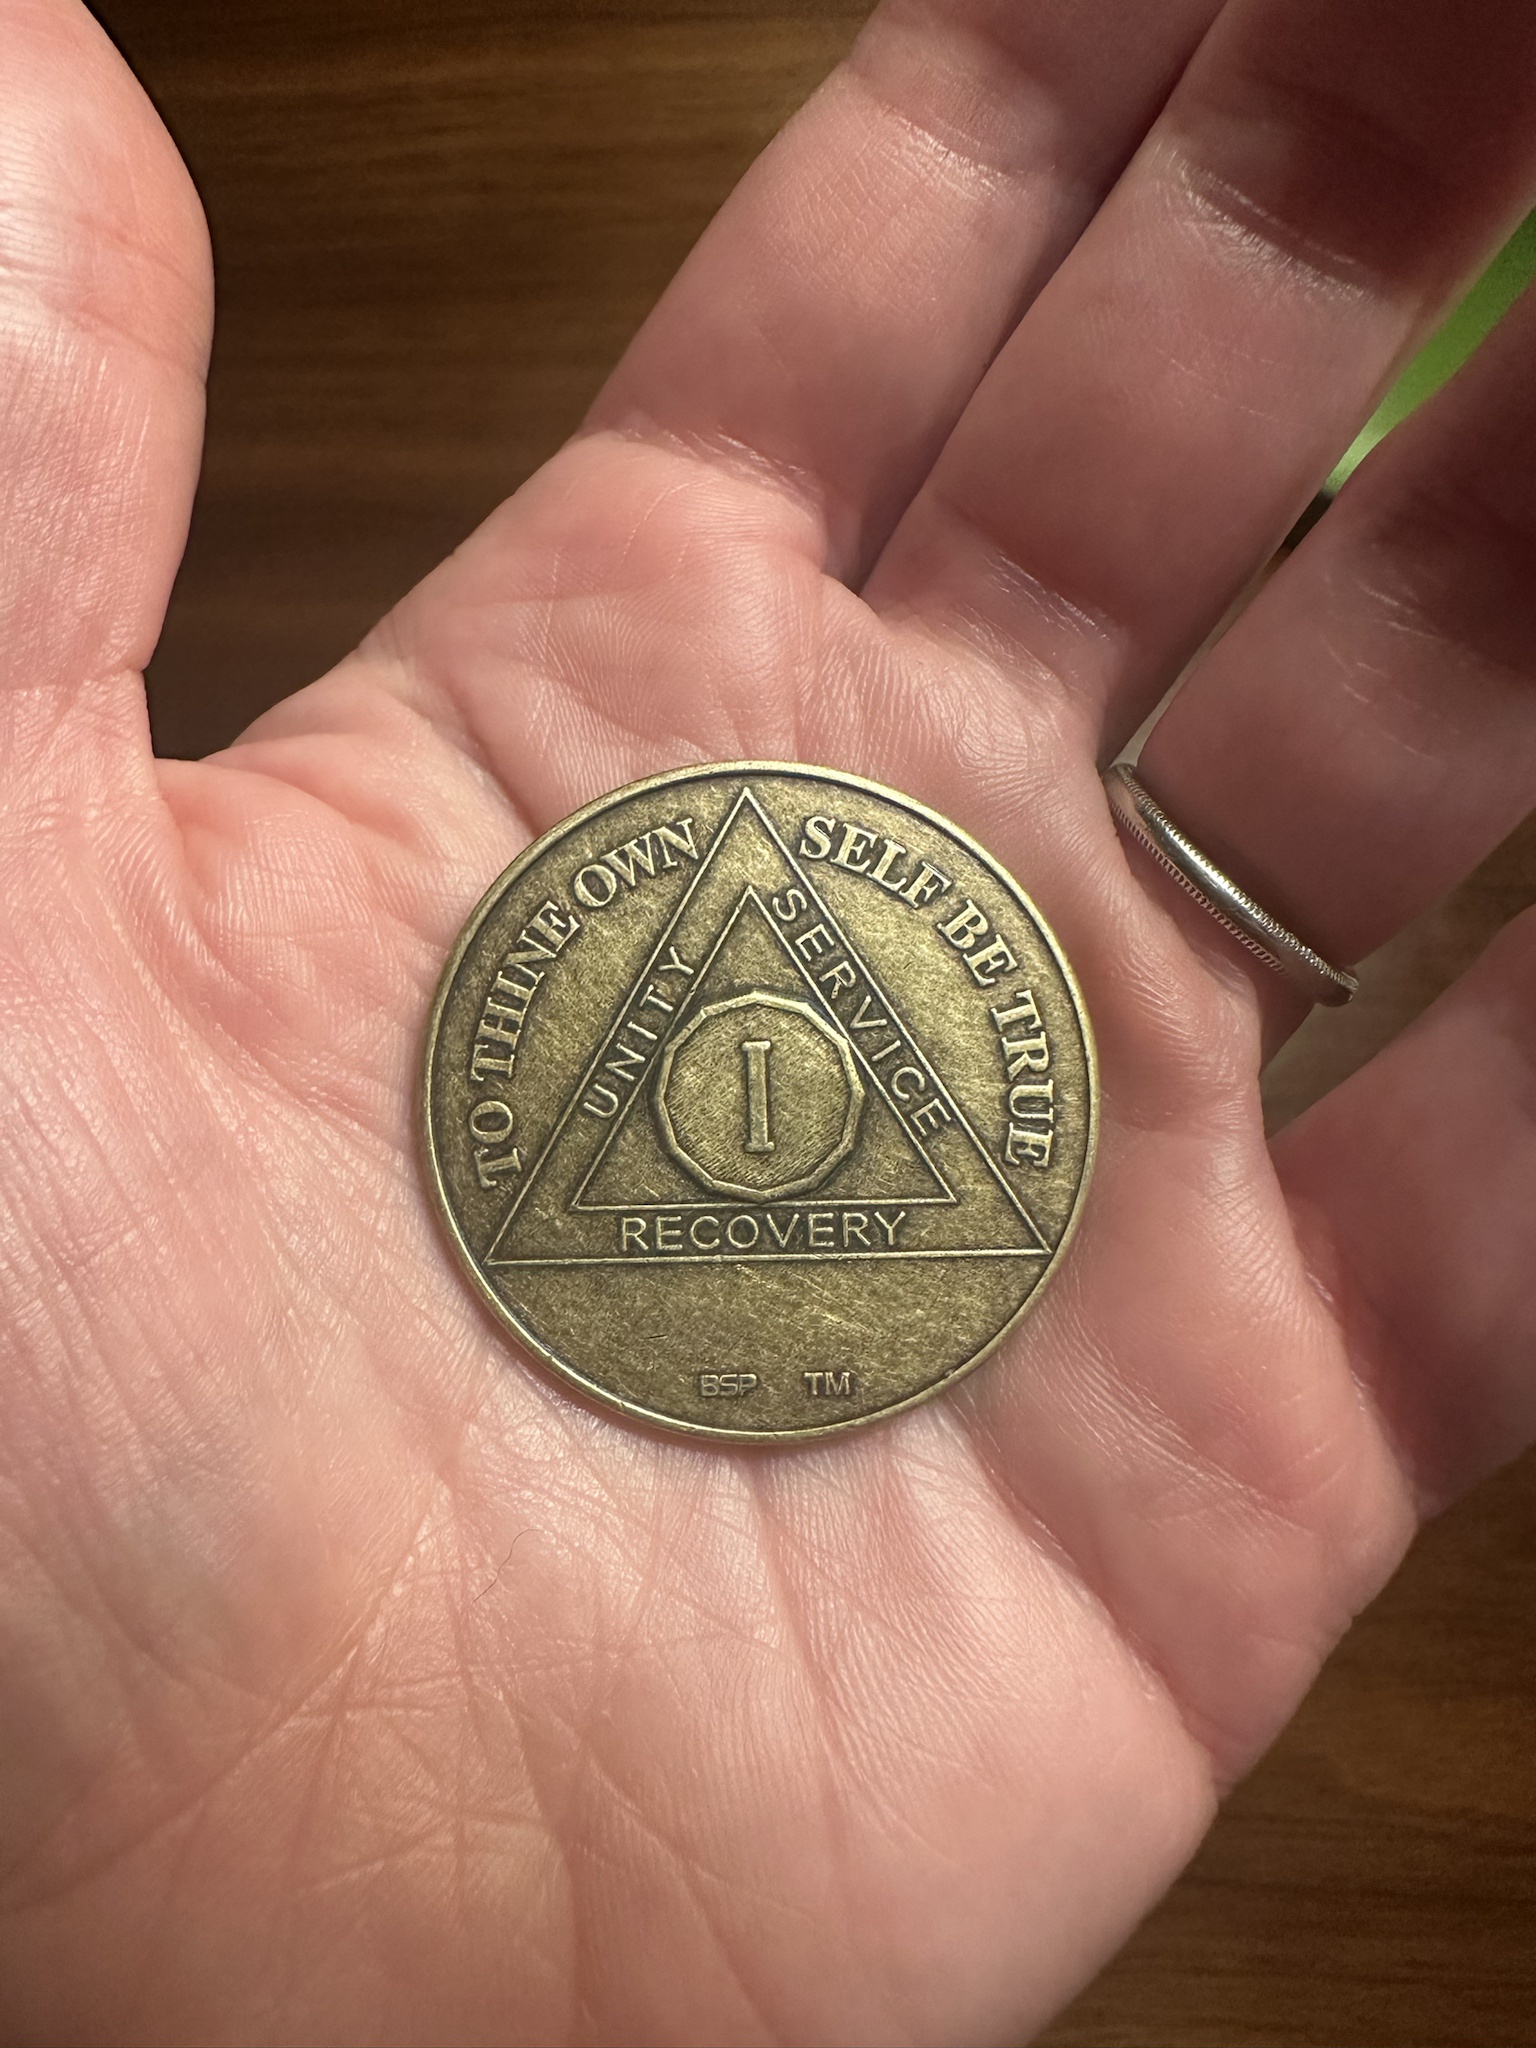 TO THINE OWN SELF BE TRUE
UNITY
SERVICE
I
RECOVERY
BSP TM